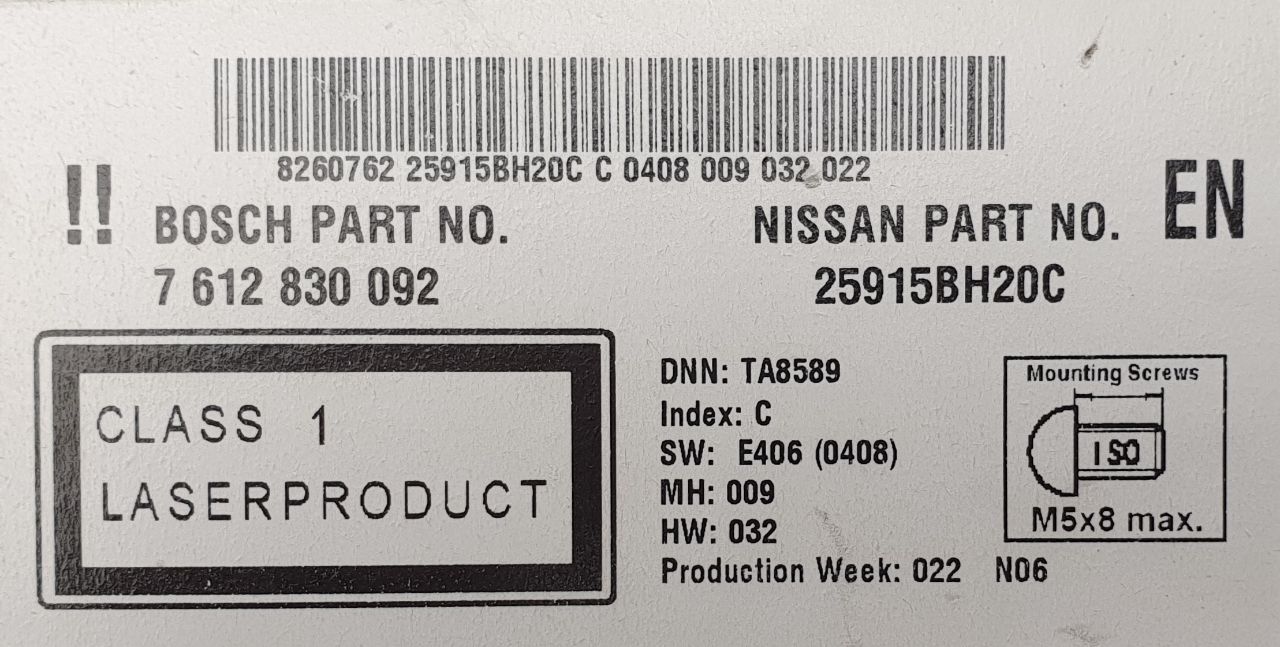 8260762 25915BH20C C 0408 009 032 022
!! BOSCH PART NO.
7 612 830 092
NISSAN PART NO. EN
25915BH20C
CLASS 1
LASERPRODUCT
DNN: TA8589
Index: C
SW: E406 (0408)
MH: 009
HW: 032
Production Week: 022 N06
Mounting Screws
ISO
M5x8 max.